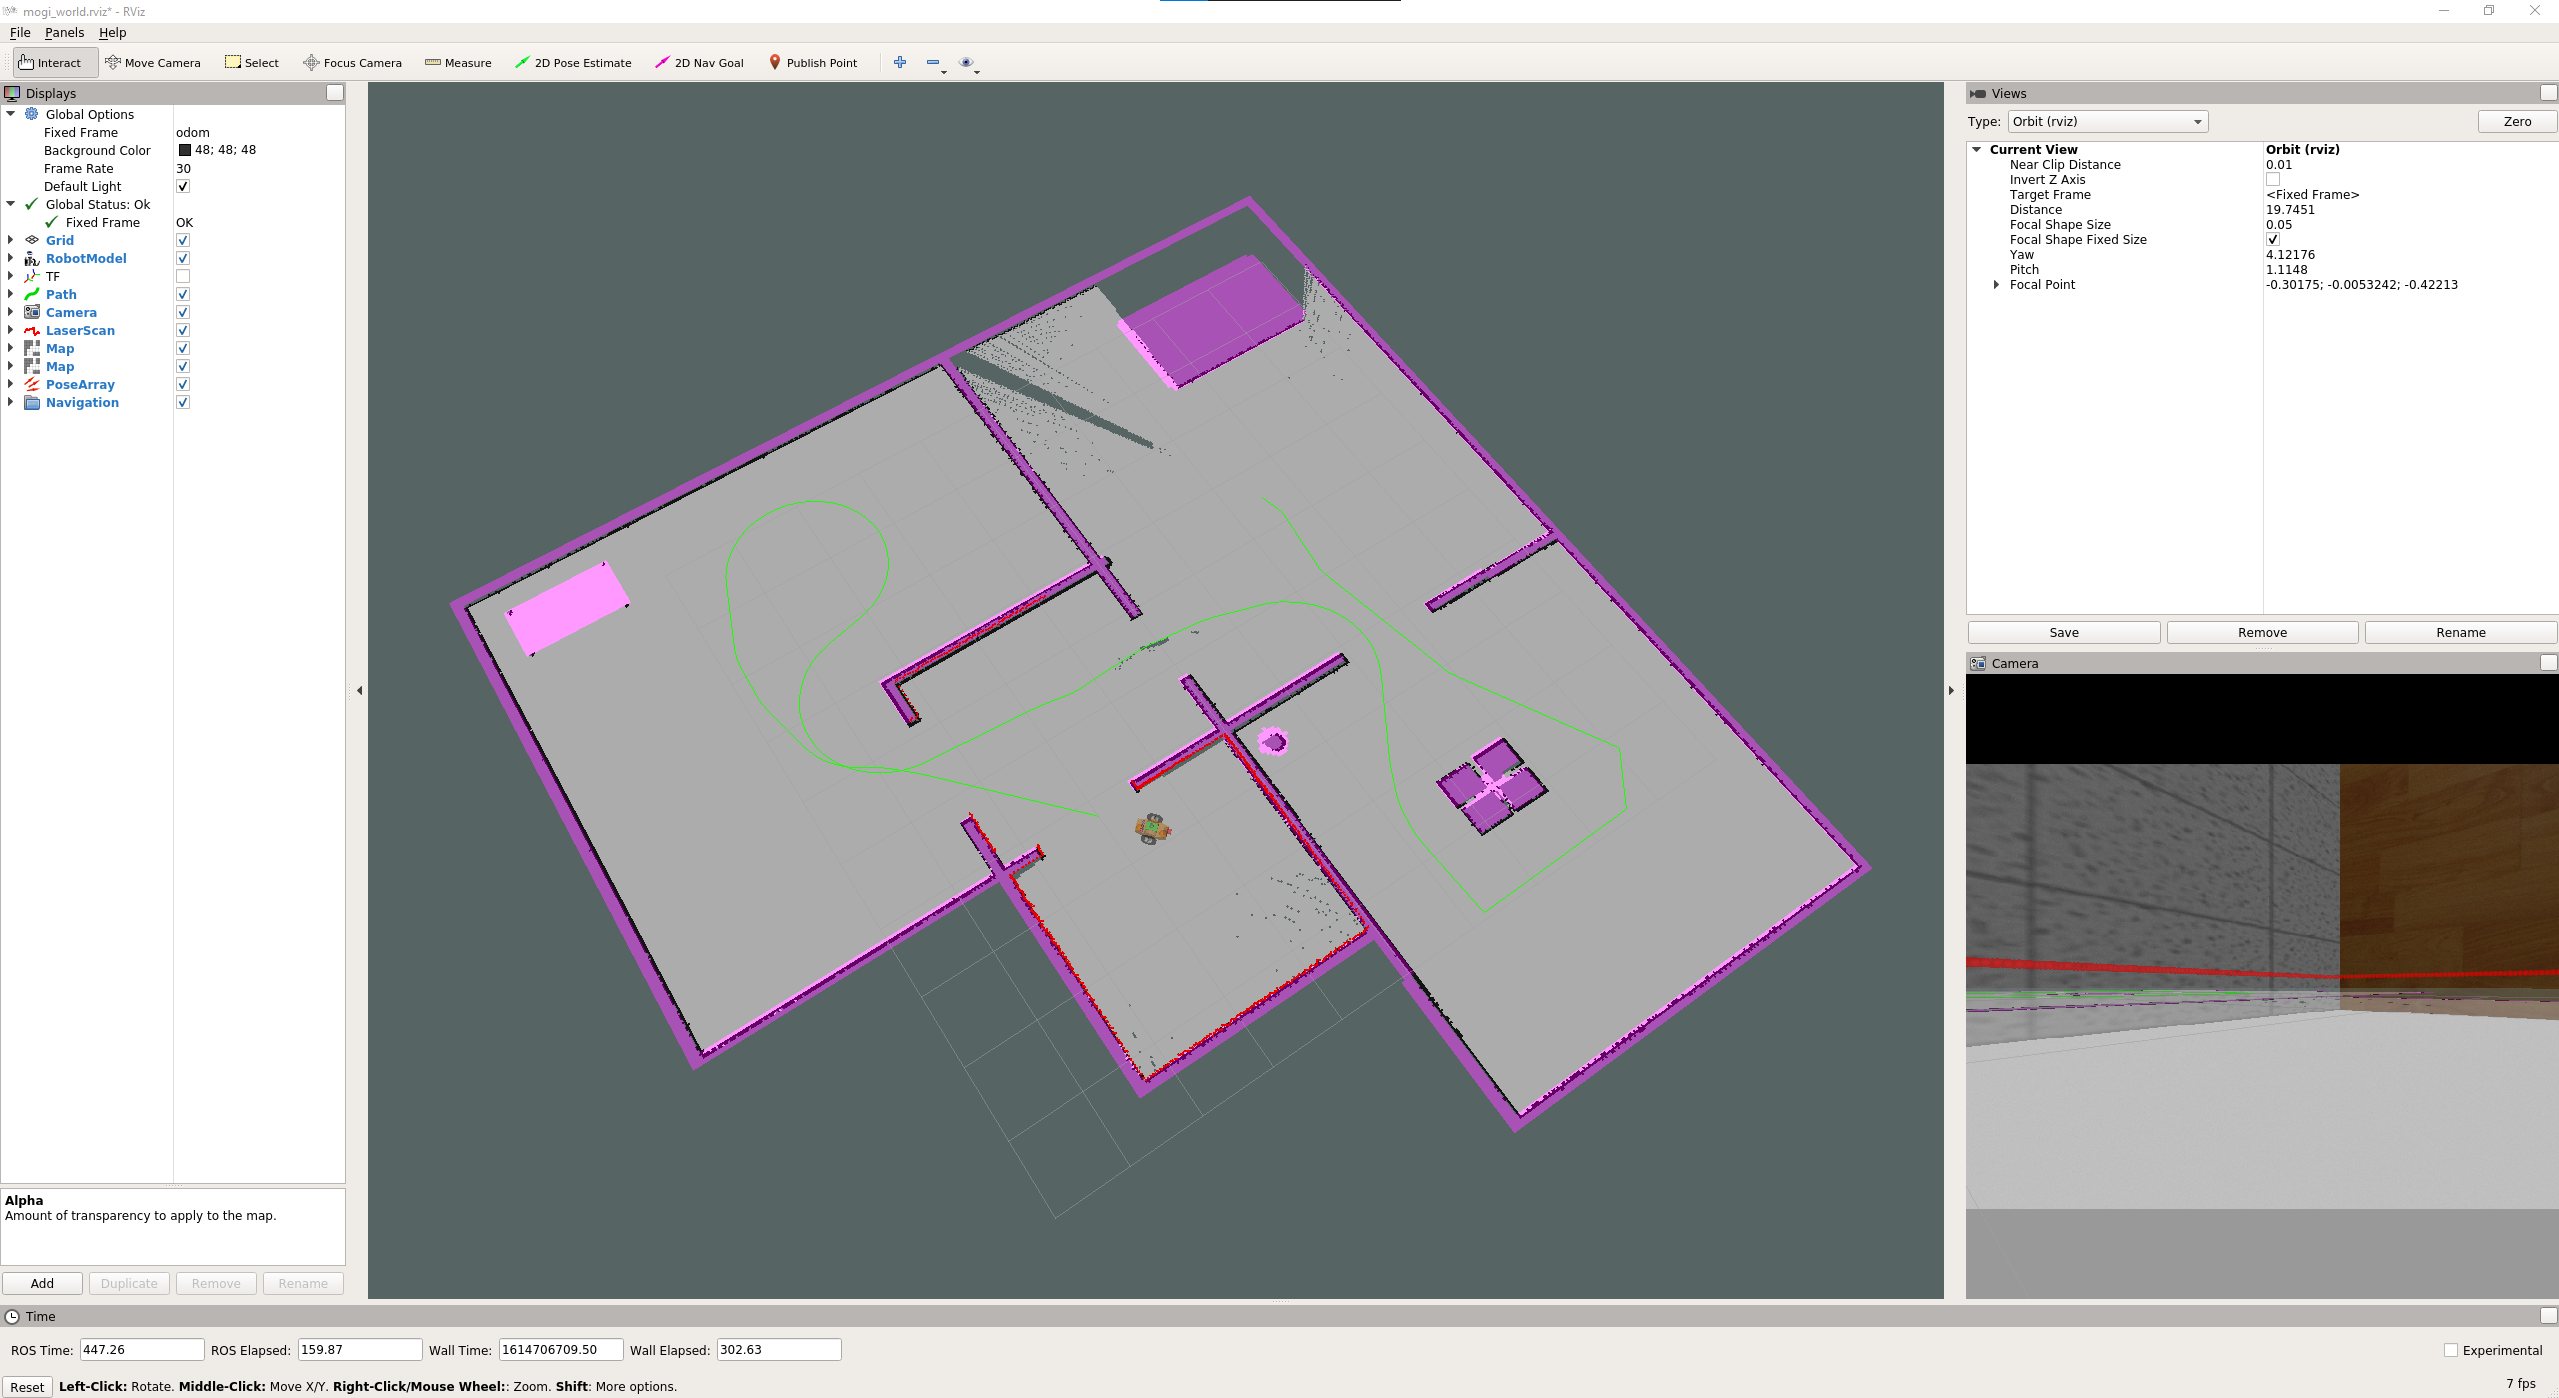 mogi_world.rviz* - RViz
File Panels Help
Interact Move Camera Select Focus Camera Measure 2D Pose Estimate 2D Nav Goal Publish Point
Displays
Global Options
Fixed Frame odom
Background Color 48; 48; 48
Frame Rate 30
Default Light
Global Status: Ok
Fixed Frame OK
Grid
RobotModel
TF
Path
Camera
LaserScan
Map
Map
PoseArray
Navigation
Alpha
Amount of transparency to apply to the map.
Add Duplicate Remove Rename
Views
Type: Orbit (rviz) Zero
Current View Orbit (rviz)
Near Clip Distance 0.01
Invert Z Axis
Target Frame <Fixed Frame>
Distance 19.7451
Focal Shape Size 0.05
Focal Shape Fixed Size
Yaw 4.12176
Pitch 1.1148
Focal Point -0.30175; -0.0053242; -0.42213
Save Remove Rename
Camera
Time
ROS Time: 447.26 ROS Elapsed: 159.87 Wall Time: 1614706709.50 Wall Elapsed: 302.63 Experimental
Reset Left-Click: Rotate. Middle-Click: Move X/Y. Right-Click/Mouse Wheel:: Zoom. Shift: More options. 7 fps